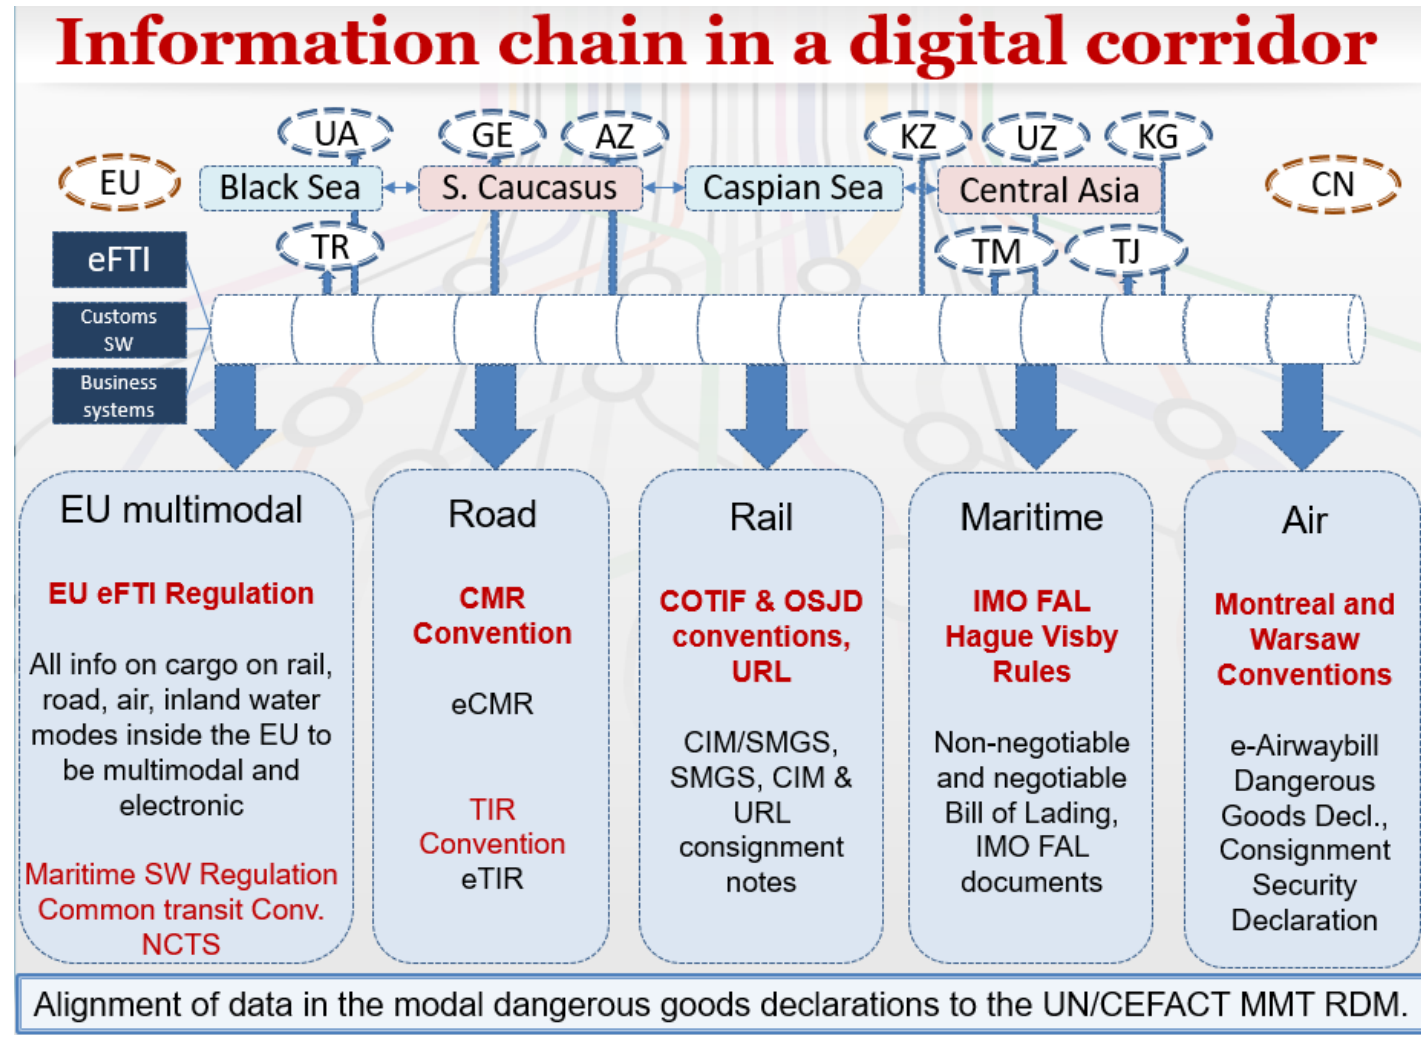 Information chain in a digital corridor
UA
GE
AZ
KZ
UZ
KG
EU
Black Sea
S. Caucasus
Caspian Sea
Central Asia
CN
TR
TM
TJ
eFTI
Customs
SW
Business
systems
EU multimodal
EU eFTI Regulation
All info on cargo on rail,
road, air, inland water
modes inside the EU to
be multimodal and
electronic
Maritime SW Regulation
Common transit Conv.
NCTS
Road
CMR
Convention
eCMR
TIR
Convention
eTIR
Rail
COTIF & OSJD
conventions,
URL
CIM/SMGS,
SMGS, CIM &
URL
consignment
notes
Maritime
IMO FAL
Hague Visby
Rules
Non-negotiable
and negotiable
Bill of Lading,
IMO FAL
documents
Air
Montreal and
Warsaw
Conventions
e-Airwaybill
Dangerous
Goods Decl.,
Consignment
Security
Declaration
Alignment of data in the modal dangerous goods declarations to the UN/CEFACT MMT RDM.